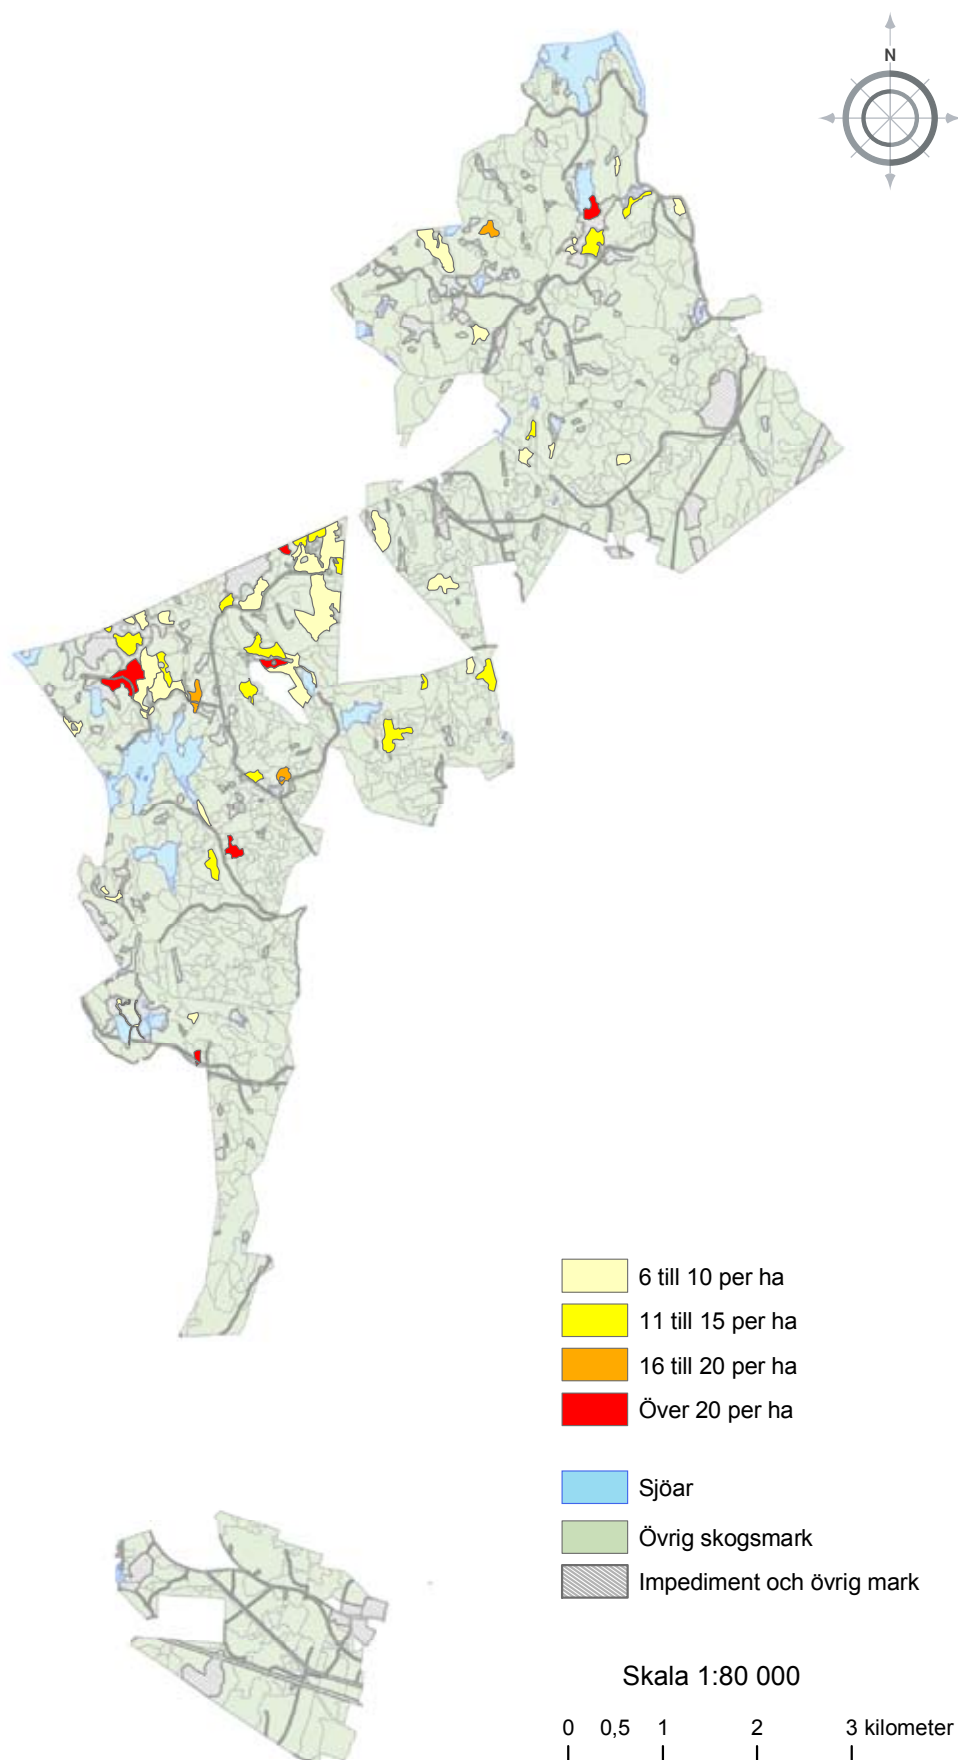 N
6 till 10 per ha
11 till 15 per ha
16 till 20 per ha
Över 20 per ha
Sjöar
Övrig skogsmark
Impediment och övrig mark
Skala 1:80 000
0 0,5 1 2 3 kilometer